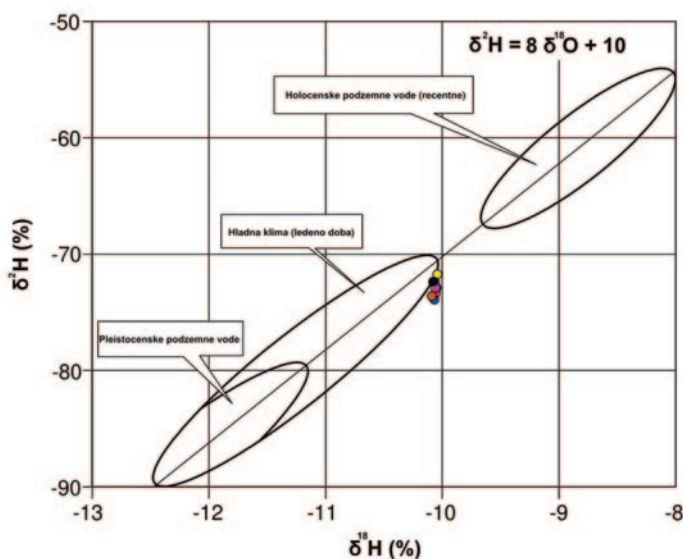 -50
-60
-70
-80
-90
-13
-12
-11
-10
-9
-8
δ²H (%)
δ¹⁸H (%)
δ²H = 8 δ¹⁸O + 10
Holocenske podzemne vode (recentne)
Hladna klima (ledeno doba)
Pleistocenske podzemne vode